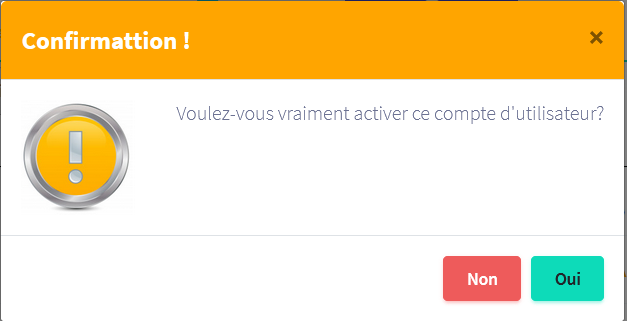 Confirmattion !
×
Voulez-vous vraiment activer ce compte d'utilisateur?
Non
Oui